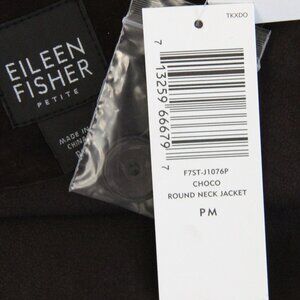 EILEEN
FISHER
PETITE
MADE IN
CHINA
TKXDO
7 13259 66679 7
F7ST-J1076P
CHOCO
ROUND NECK JACKET
PM